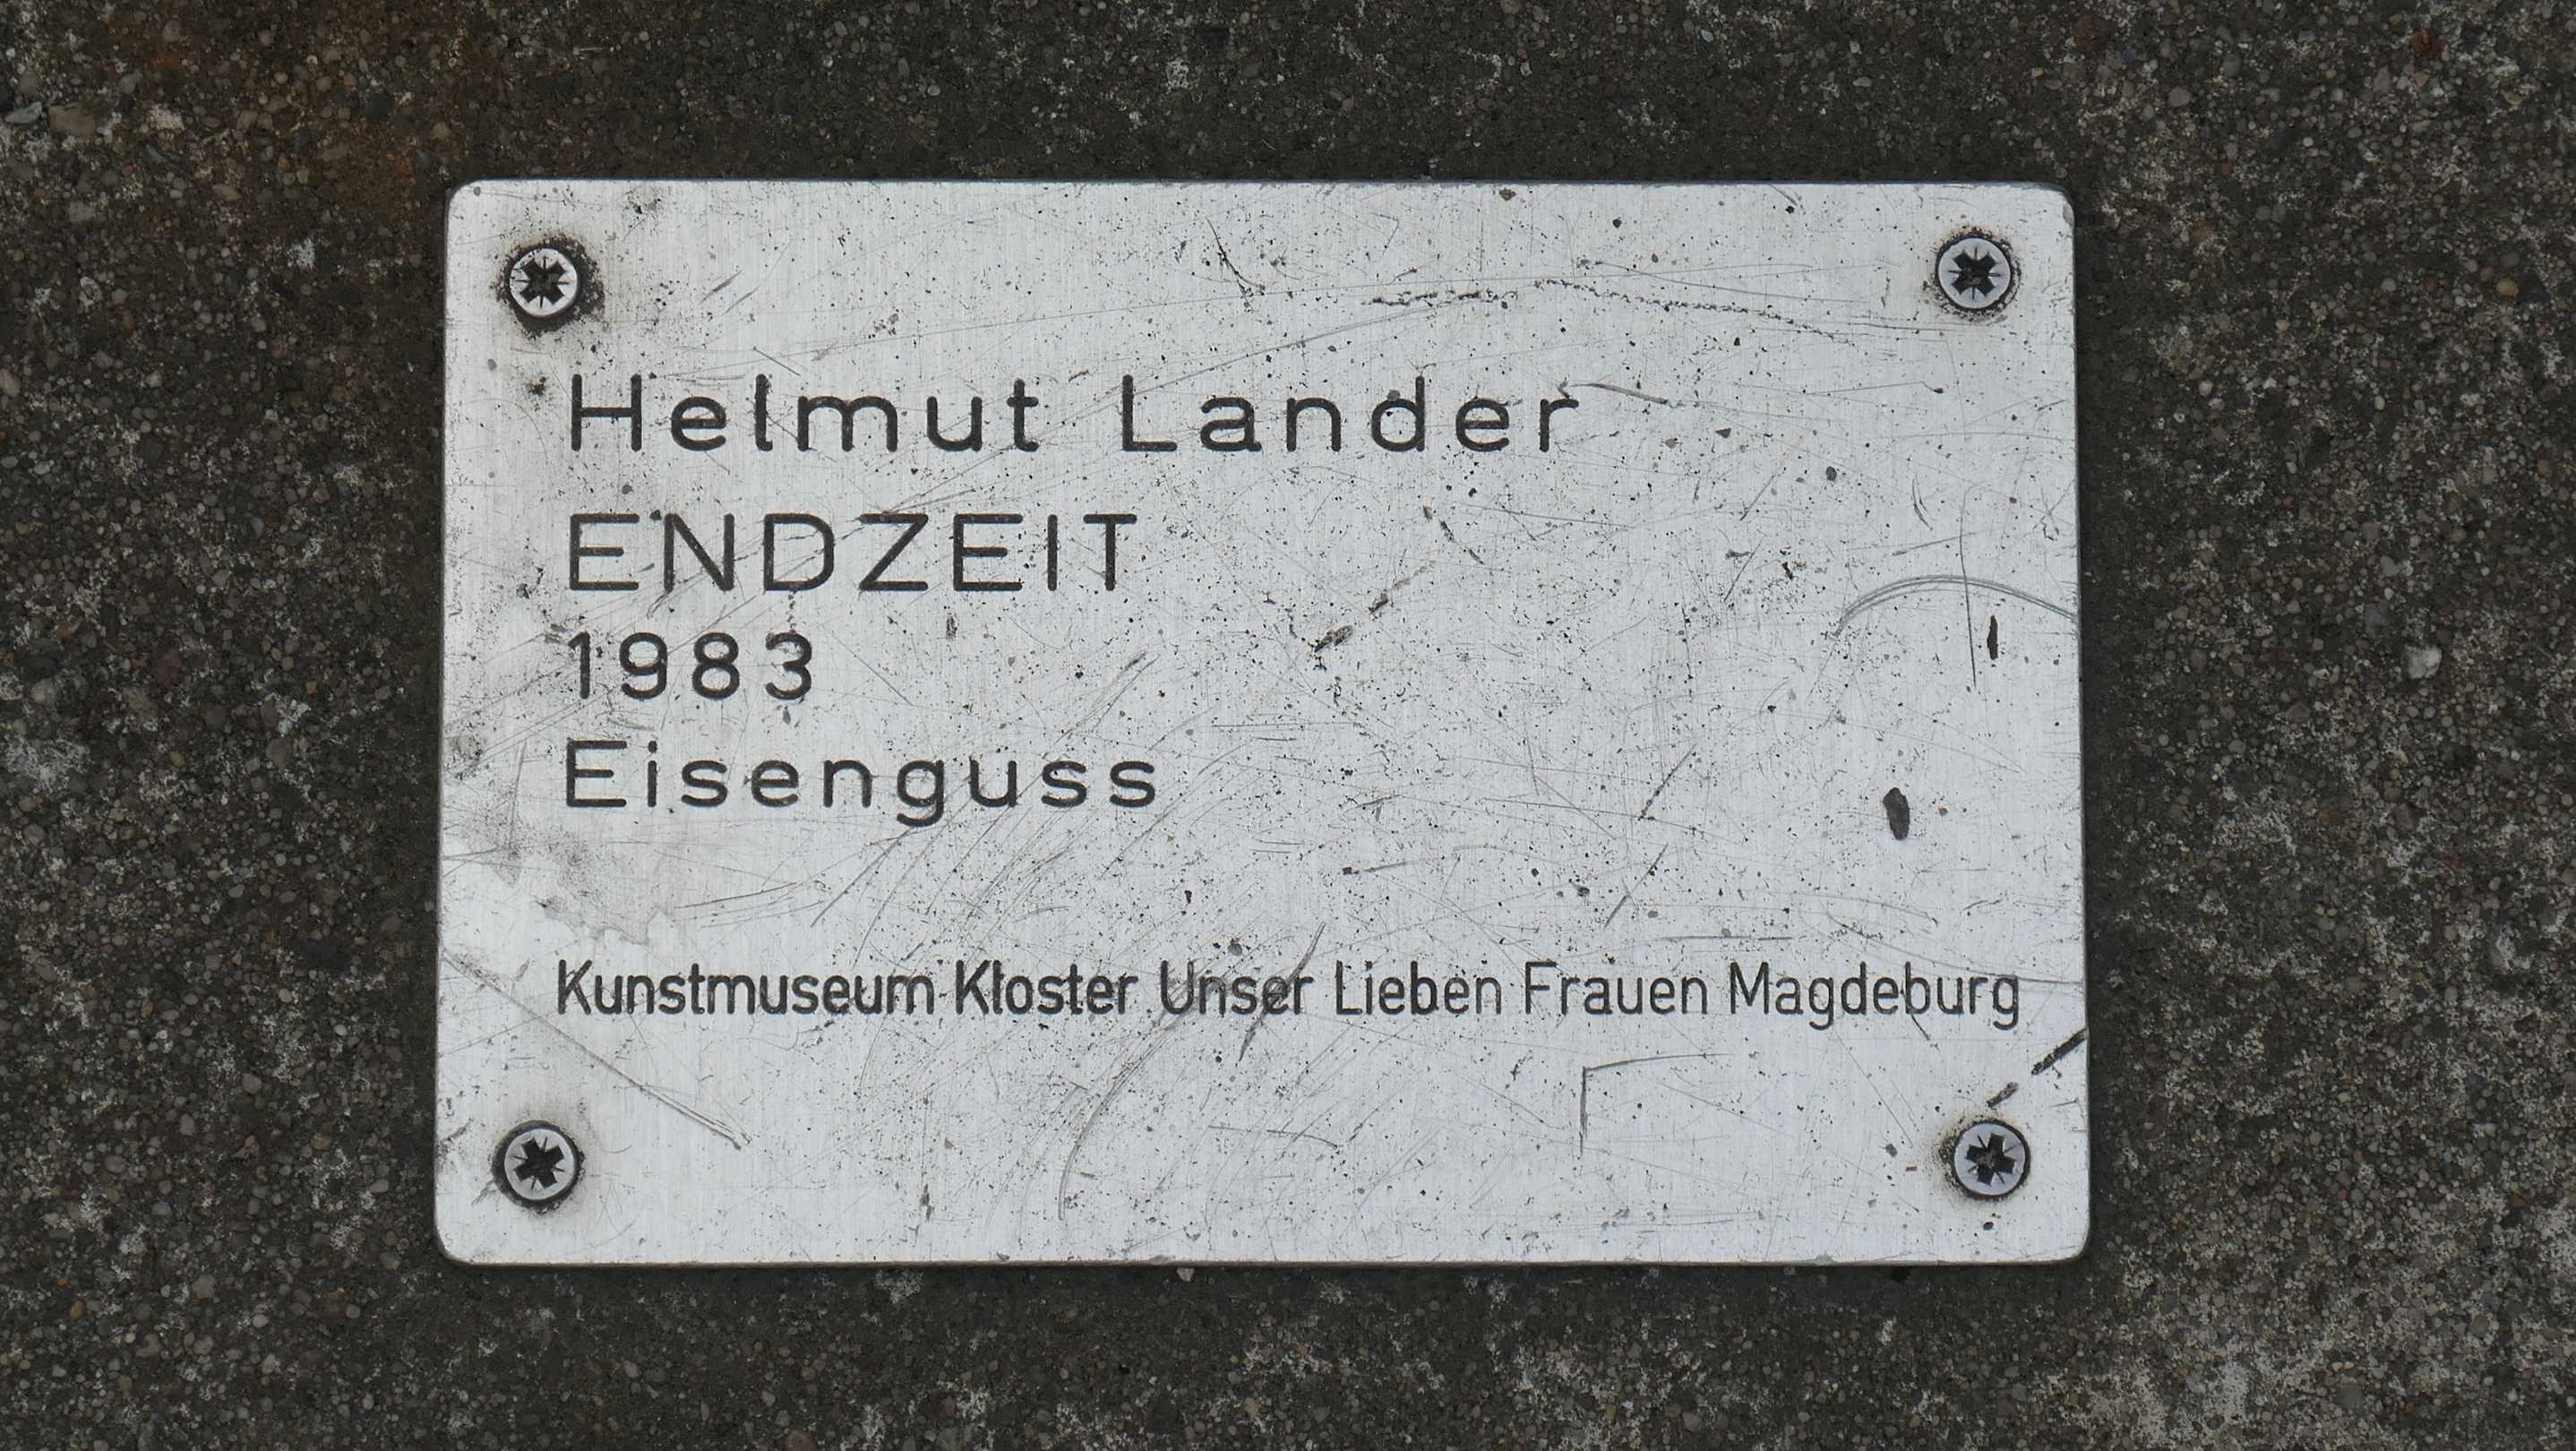 Helmut Lander
ENDZEIT
1983
Eisenguss
Kunstmuseum Kloster Unser Lieben Frauen Magdeburg